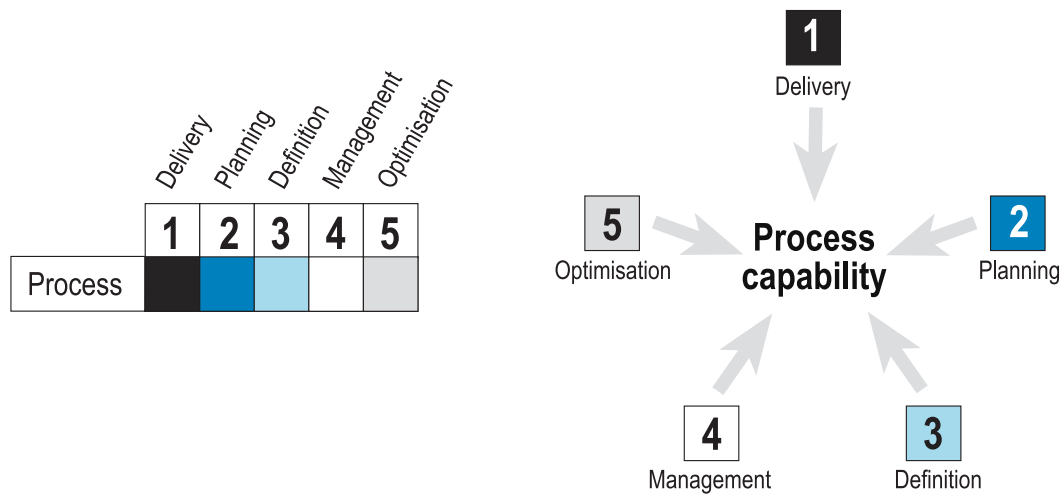 Delivery
Planning
Definition
Management
Optimisation
1 2 3 4 5
Process
1
Delivery
5
Optimisation
Process
capability
2
Planning
4
Management
3
Definition